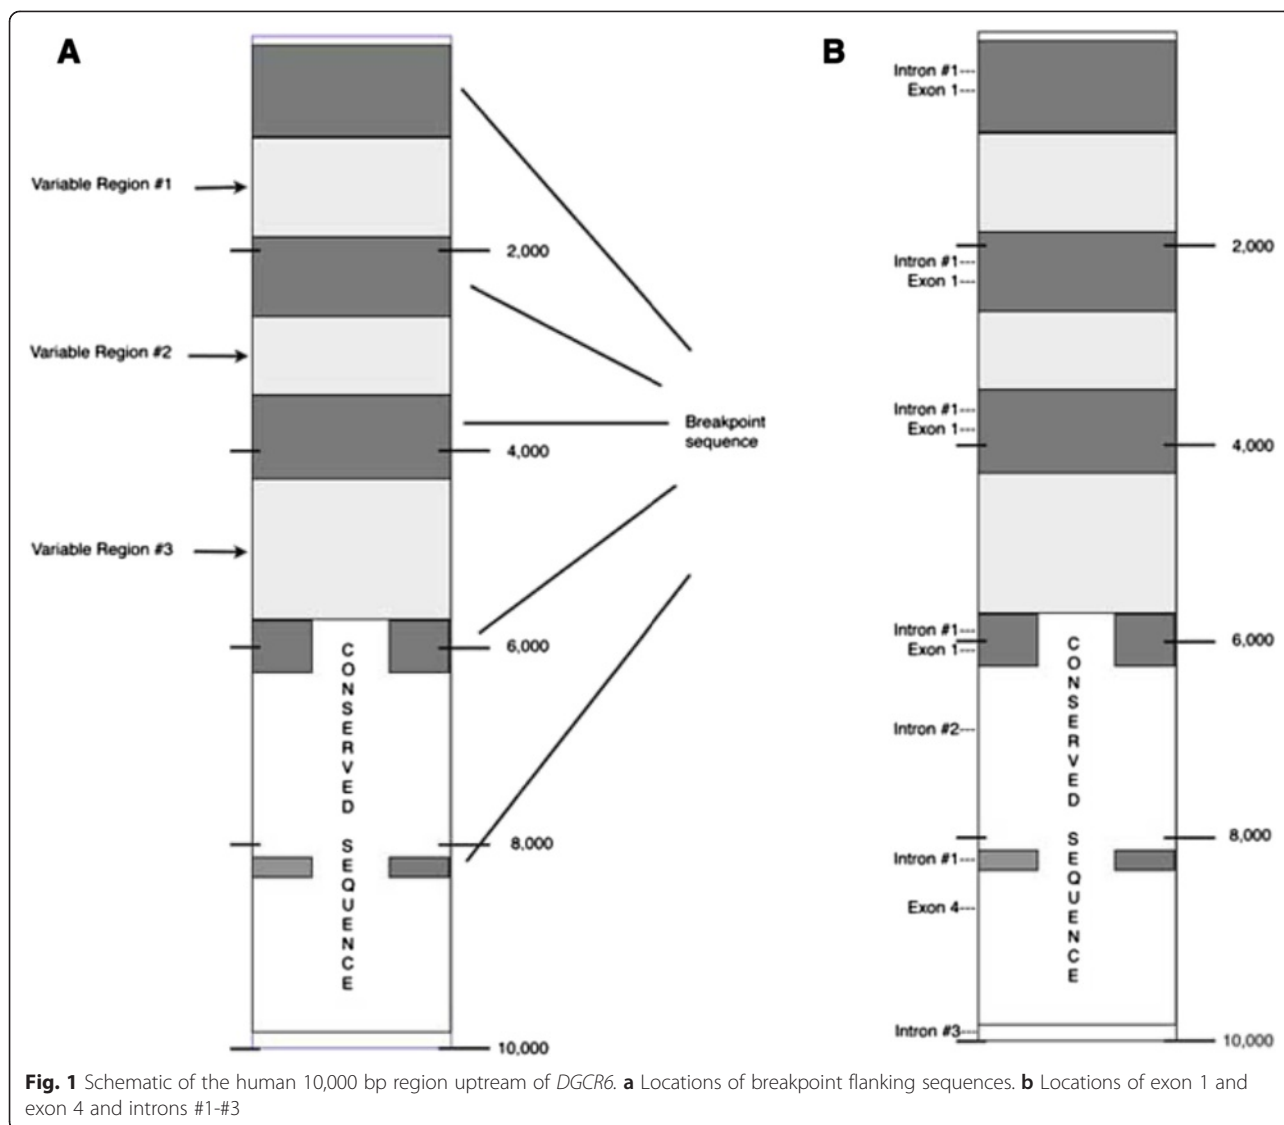 A
Variable Region #1
2,000
Variable Region #2
Breakpoint
sequence
4,000
Variable Region #3
6,000
CONSERVED SEQUENCE
8,000
10,000
B
Intron #1---
Exon 1---
2,000
Intron #1---
Exon 1---
Intron #1---
Exon 1---
4,000
Intron #1---
Exon 1---
6,000
CONSERVED SEQUENCE
Intron #2---
8,000
Intron #1---
Exon 4---
Intron #3---
10,000
Fig. 1 Schematic of the human 10,000 bp region uptream of DGCR6. a Locations of breakpoint flanking sequences. b Locations of exon 1 and
exon 4 and introns #1-#3